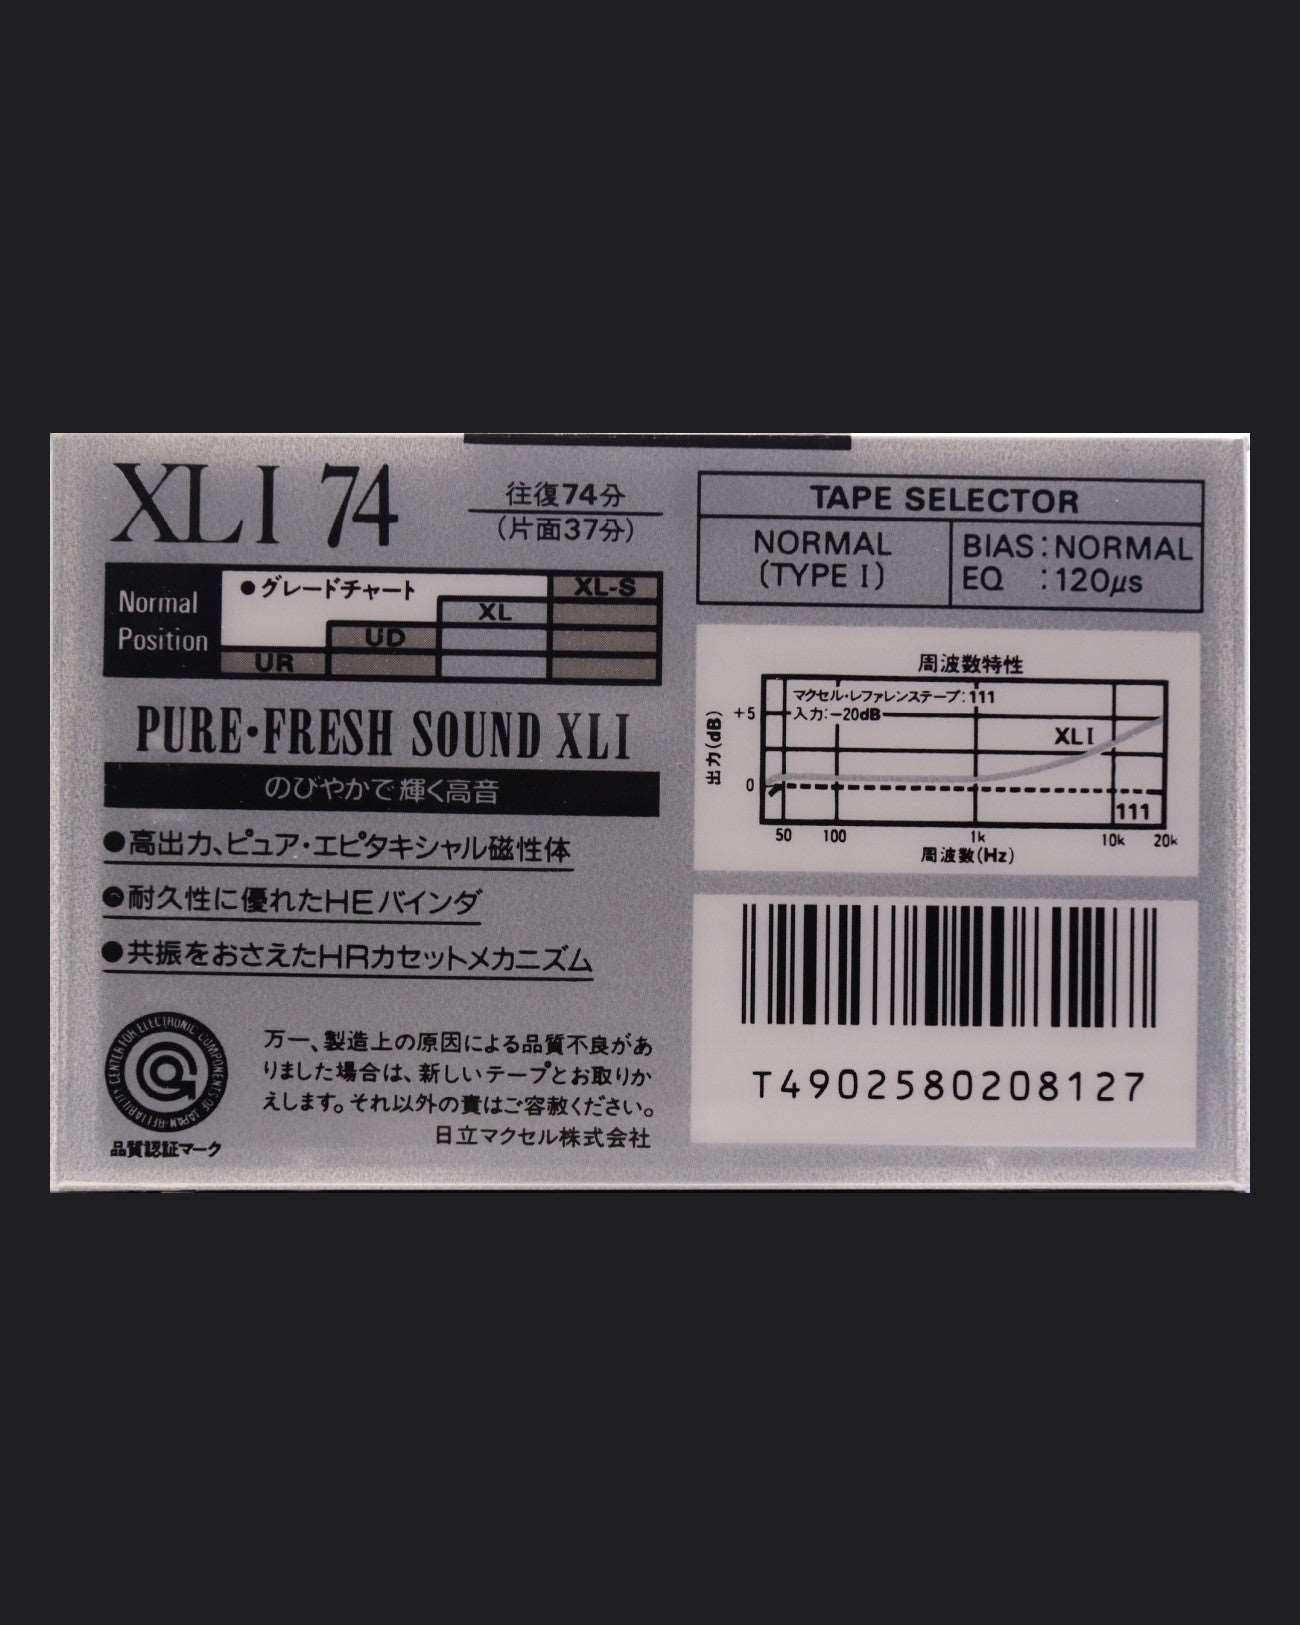 XL I 74
往復74分
(片面37分)
Normal
Position
●グレードチャート
XL-S
XL
UD
UR
PURE・FRESH SOUND XL I
のびやかで輝く高音
●高出力、ピュア・エピタキシャル磁性体
●耐久性に優れたHEバインダ
●共振をおさえたHRカセットメカニズム
CENTER FOR ELECTRONIC COMPONENTS OF JAPAN・RELIABILITY
品質認証マーク
万一、製造上の原因による品質不良があ
りました場合は、新しいテープとお取りか
えします。それ以外の責はご容赦ください。
日立マクセル株式会社
TAPE SELECTOR
NORMAL
(TYPE I)
BIAS:NORMAL
EQ :120μs
周波数特性
マクセル・レファレンステープ:111
入力:−20dB
出力(dB)
+5
0
XL I
111
50 100 1k 10k 20k
周波数(Hz)
T4902580208127